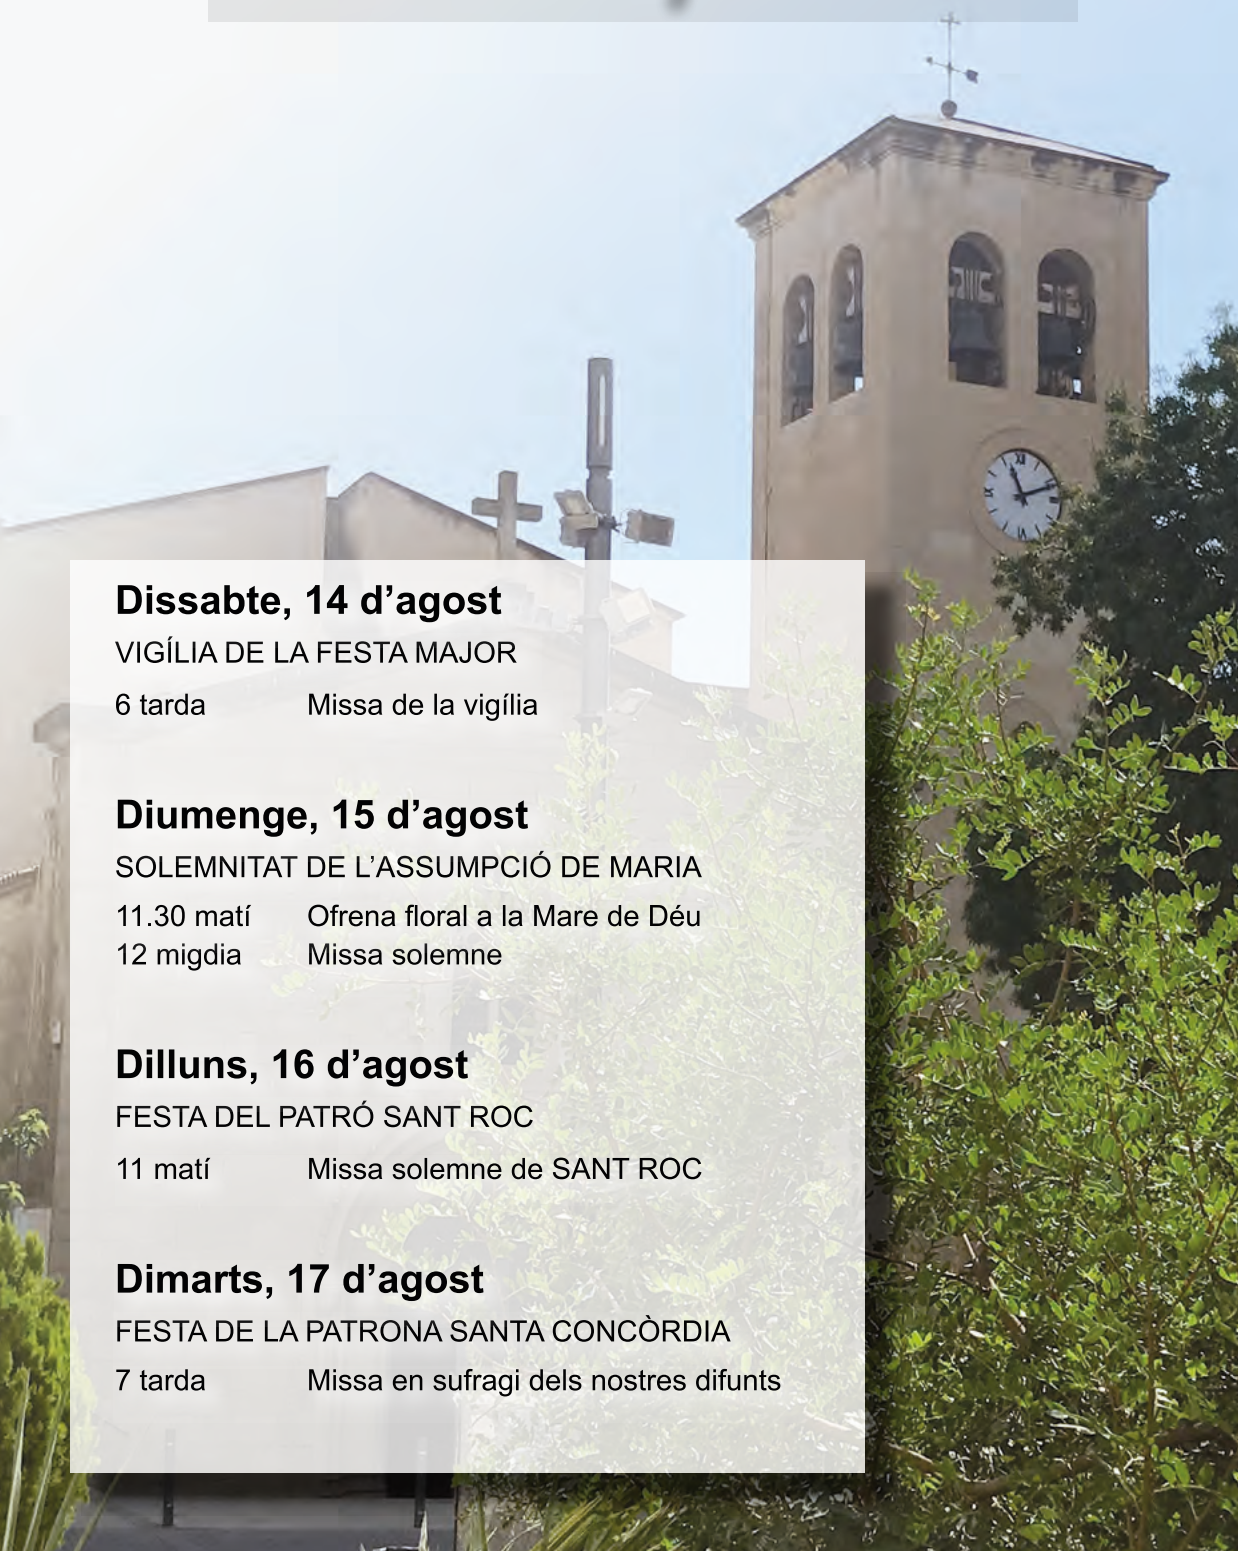 Dissabte, 14 d’agost
VIGÍLIA DE LA FESTA MAJOR
6 tarda Missa de la vigília
Diumenge, 15 d’agost
SOLEMNITAT DE L’ASSUMPCIÓ DE MARIA
11.30 matí Ofrena floral a la Mare de Déu
12 migdia Missa solemne
Dilluns, 16 d’agost
FESTA DEL PATRÓ SANT ROC
11 matí Missa solemne de SANT ROC
Dimarts, 17 d’agost
FESTA DE LA PATRONA SANTA CONCÒRDIA
7 tarda Missa en sufragi dels nostres difunts